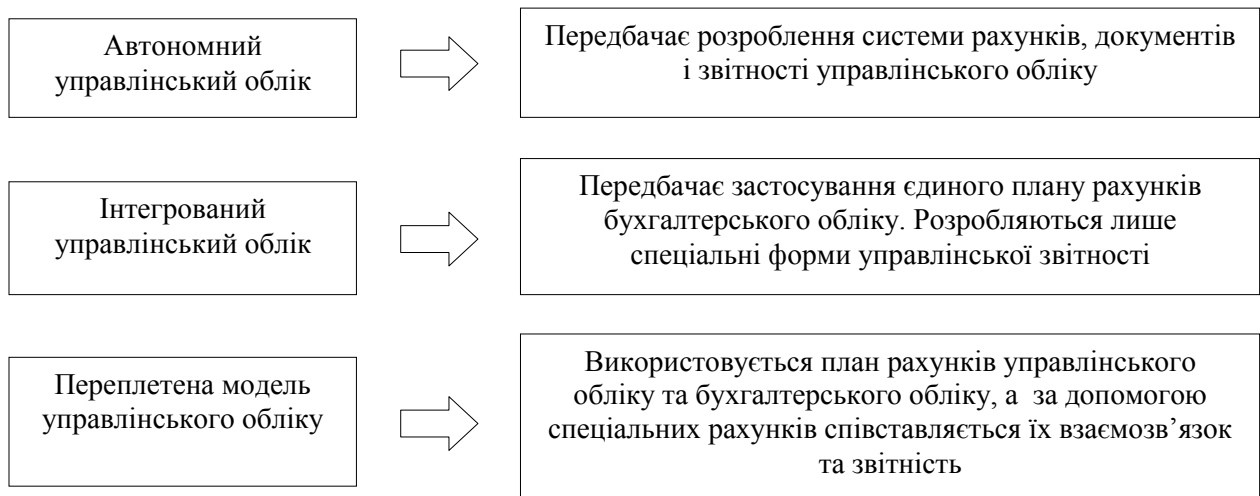 Автономний
управлінський облік
Передбачає розроблення системи рахунків, документів
і звітності управлінського обліку
Інтегрований
управлінський облік
Передбачає застосування єдиного плану рахунків
бухгалтерського обліку. Розробляються лише
спеціальні форми управлінської звітності
Переплетена модель
управлінського обліку
Використовується план рахунків управлінського
обліку та бухгалтерського обліку, а за допомогою
спеціальних рахунків співставляється їх взаємозв’язок
та звітність